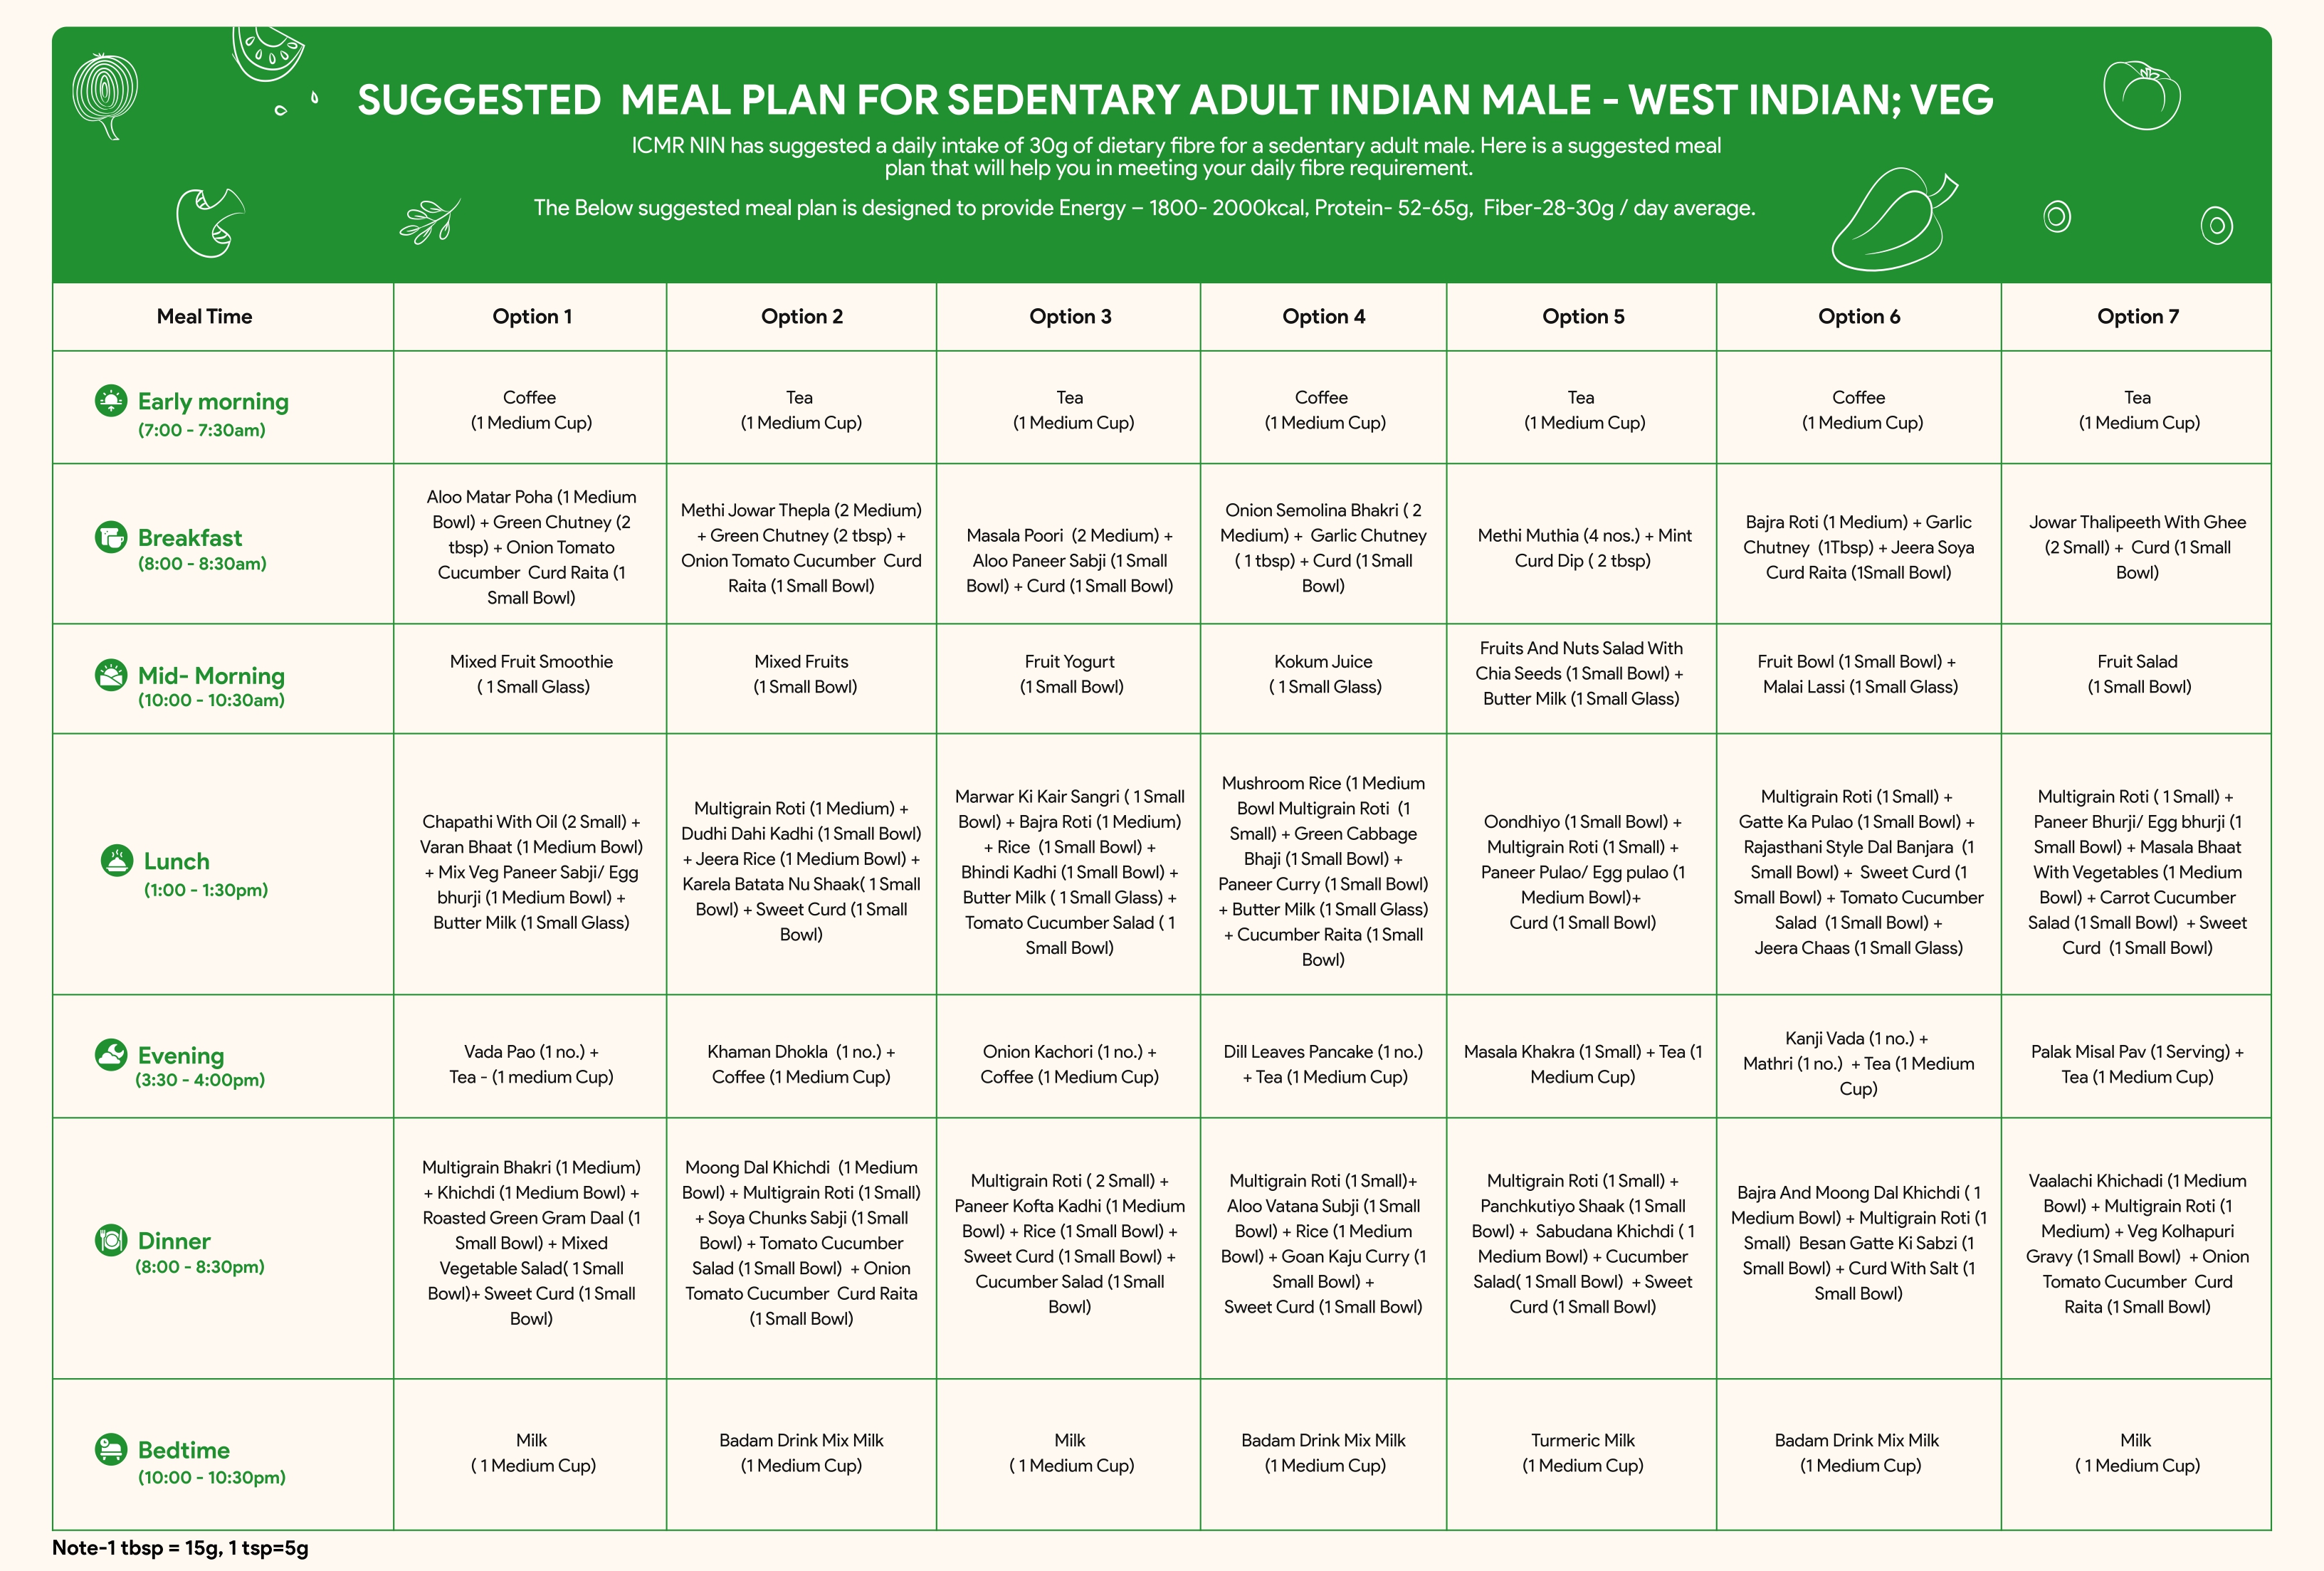 SUGGESTED  MEAL PLAN FOR SEDENTARY ADULT INDIAN MALE - WEST INDIAN; VEG
ICMR NIN has suggested a daily intake of 30g of dietary fibre for a sedentary adult male. Here is a suggested meal
plan that will help you in meeting your daily fibre requirement.
The Below suggested meal plan is designed to provide Energy – 1800- 2000kcal, Protein- 52-65g,  Fiber-28-30g / day average.
Meal Time
Option 1
Option 2
Option 3
Option 4
Option 5
Option 6
Option 7
Early morning
(7:00 - 7:30am)
Coffee
(1 Medium Cup)
Tea
(1 Medium Cup)
Tea
(1 Medium Cup)
Coffee
(1 Medium Cup)
Tea
(1 Medium Cup)
Coffee
(1 Medium Cup)
Tea
(1 Medium Cup)
Breakfast
(8:00 - 8:30am)
Aloo Matar Poha (1 Medium
Bowl) + Green Chutney (2
tbsp) + Onion Tomato
Cucumber  Curd Raita (1
Small Bowl)
Methi Jowar Thepla (2 Medium)
+ Green Chutney (2 tbsp) +
Onion Tomato Cucumber  Curd
Raita (1 Small Bowl)
Masala Poori  (2 Medium) +
Aloo Paneer Sabji (1 Small
Bowl) + Curd (1 Small Bowl)
Onion Semolina Bhakri ( 2
Medium) +  Garlic Chutney
( 1 tbsp) + Curd (1 Small
Bowl)
Methi Muthia (4 nos.) + Mint
Curd Dip ( 2 tbsp)
Bajra Roti (1 Medium) + Garlic
Chutney  (1Tbsp) + Jeera Soya
Curd Raita (1Small Bowl)
Jowar Thalipeeth With Ghee
(2 Small) +  Curd (1 Small
Bowl)
Mid- Morning
(10:00 - 10:30am)
Mixed Fruit Smoothie
( 1 Small Glass)
Mixed Fruits
(1 Small Bowl)
Fruit Yogurt
(1 Small Bowl)
Kokum Juice
( 1 Small Glass)
Fruits And Nuts Salad With
Chia Seeds (1 Small Bowl) +
Butter Milk (1 Small Glass)
Fruit Bowl (1 Small Bowl) +
Malai Lassi (1 Small Glass)
Fruit Salad
(1 Small Bowl)
Lunch
(1:00 - 1:30pm)
Chapathi With Oil (2 Small) +
Varan Bhaat (1 Medium Bowl)
+ Mix Veg Paneer Sabji/ Egg
bhurji (1 Medium Bowl) +
Butter Milk (1 Small Glass)
Multigrain Roti (1 Medium) +
Dudhi Dahi Kadhi (1 Small Bowl)
+ Jeera Rice (1 Medium Bowl) +
Karela Batata Nu Shaak( 1 Small
Bowl) + Sweet Curd (1 Small
Bowl)
Marwar Ki Kair Sangri ( 1 Small
Bowl) + Bajra Roti (1 Medium)
+ Rice  (1 Small Bowl) +
Bhindi Kadhi (1 Small Bowl) +
Butter Milk ( 1 Small Glass) +
Tomato Cucumber Salad ( 1
Small Bowl)
Mushroom Rice (1 Medium
Bowl Multigrain Roti  (1
Small) + Green Cabbage
Bhaji (1 Small Bowl) +
Paneer Curry (1 Small Bowl)
+ Butter Milk (1 Small Glass)
+ Cucumber Raita (1 Small
Bowl)
Oondhiyo (1 Small Bowl) +
Multigrain Roti (1 Small) +
Paneer Pulao/ Egg pulao (1
Medium Bowl)+
Curd (1 Small Bowl)
Multigrain Roti (1 Small) +
Gatte Ka Pulao (1 Small Bowl) +
Rajasthani Style Dal Banjara  (1
Small Bowl) +  Sweet Curd (1
Small Bowl) + Tomato Cucumber
Salad  (1 Small Bowl) +
Jeera Chaas (1 Small Glass)
Multigrain Roti ( 1 Small) +
Paneer Bhurji/ Egg bhurji (1
Small Bowl) + Masala Bhaat
With Vegetables (1 Medium
Bowl) + Carrot Cucumber
Salad (1 Small Bowl)  + Sweet
Curd  (1 Small Bowl)
Evening
(3:30 - 4:00pm)
Vada Pao (1 no.) +
Tea - (1 medium Cup)
Khaman Dhokla  (1 no.) +
Coffee (1 Medium Cup)
Onion Kachori (1 no.) +
Coffee (1 Medium Cup)
Dill Leaves Pancake (1 no.)
+ Tea (1 Medium Cup)
Masala Khakra (1 Small) + Tea (1
Medium Cup)
Kanji Vada (1 no.) +
Mathri (1 no.)  + Tea (1 Medium
Cup)
Palak Misal Pav (1 Serving) +
Tea (1 Medium Cup)
Dinner
(8:00 - 8:30pm)
Multigrain Bhakri (1 Medium)
+ Khichdi (1 Medium Bowl) +
Roasted Green Gram Daal (1
Small Bowl) + Mixed
Vegetable Salad( 1 Small
Bowl)+ Sweet Curd (1 Small
Bowl)
Moong Dal Khichdi  (1 Medium
Bowl) + Multigrain Roti (1 Small)
+ Soya Chunks Sabji (1 Small
Bowl) + Tomato Cucumber
Salad (1 Small Bowl)  + Onion
Tomato Cucumber  Curd Raita
(1 Small Bowl)
Multigrain Roti ( 2 Small) +
Paneer Kofta Kadhi (1 Medium
Bowl) + Rice (1 Small Bowl) +
Sweet Curd (1 Small Bowl) +
Cucumber Salad (1 Small
Bowl)
Multigrain Roti (1 Small)+
Aloo Vatana Subji (1 Small
Bowl) + Rice (1 Medium
Bowl) + Goan Kaju Curry (1
Small Bowl) +
Sweet Curd (1 Small Bowl)
Multigrain Roti (1 Small) +
Panchkutiyo Shaak (1 Small
Bowl) +  Sabudana Khichdi ( 1
Medium Bowl) + Cucumber
Salad( 1 Small Bowl)  + Sweet
Curd (1 Small Bowl)
Bajra And Moong Dal Khichdi ( 1
Medium Bowl) + Multigrain Roti (1
Small)  Besan Gatte Ki Sabzi (1
Small Bowl) + Curd With Salt (1
Small Bowl)
Vaalachi Khichadi (1 Medium
Bowl) + Multigrain Roti (1
Medium) + Veg Kolhapuri
Gravy (1 Small Bowl)  + Onion
Tomato Cucumber  Curd
Raita (1 Small Bowl)
Bedtime
(10:00 - 10:30pm)
Milk
( 1 Medium Cup)
Badam Drink Mix Milk
(1 Medium Cup)
Milk
( 1 Medium Cup)
Badam Drink Mix Milk
(1 Medium Cup)
Turmeric Milk
(1 Medium Cup)
Badam Drink Mix Milk
(1 Medium Cup)
Milk
( 1 Medium Cup)
Note-1 tbsp = 15g, 1 tsp=5g